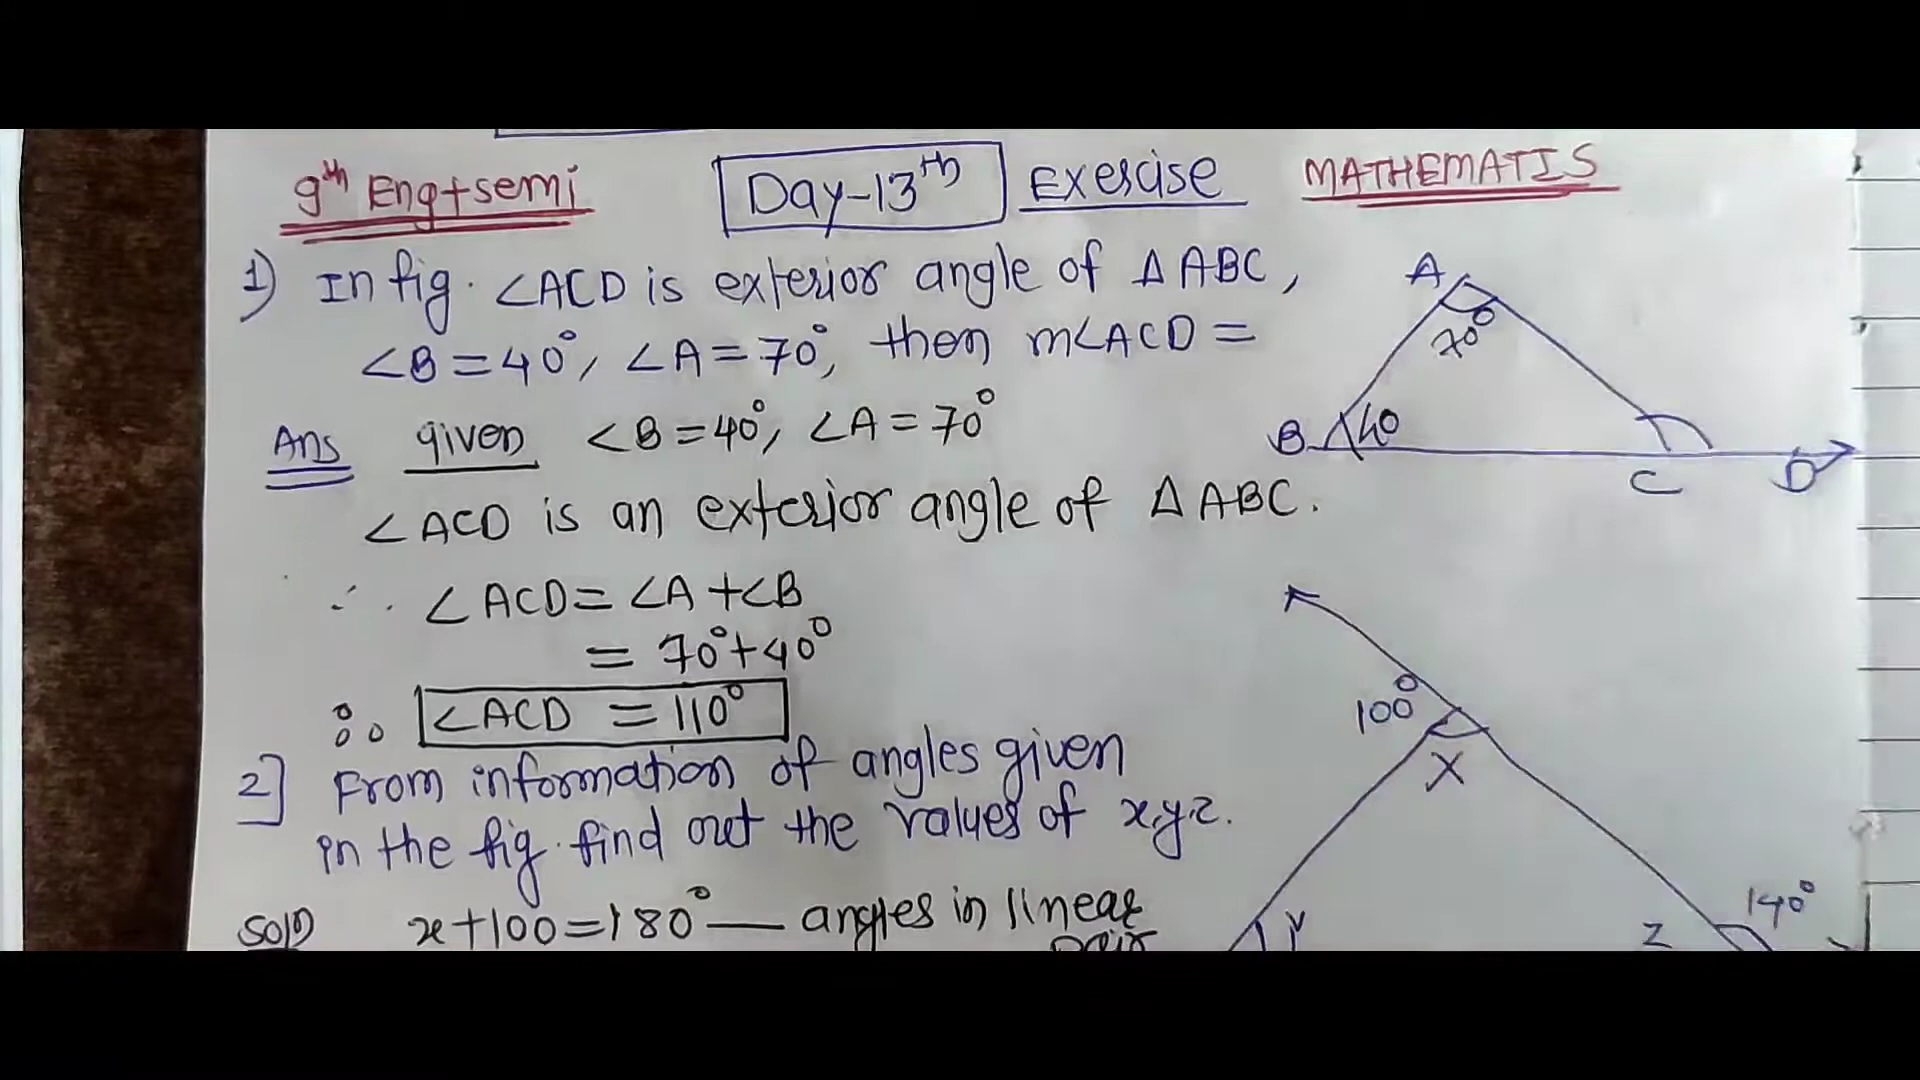 9th Eng+semi Day-13th Exercise MATHEMATIS
1) In fig. ∠ACD is exterior angle of △ABC,
∠B=40°, ∠A=70°, then m∠ACD =
Ans given ∠B=40°, ∠A=70°
∠ACD is an exterior angle of △ABC.
∴ ∠ACD=∠A+∠B
= 70°+40°
∴ ∠ACD = 110°
2] From information of angles given
in the fig. find out the values of x,y,z.
Soln x+100=180° — angles in linear
pair
A
70°
B 40
C D
100°
X
140°
Y Z